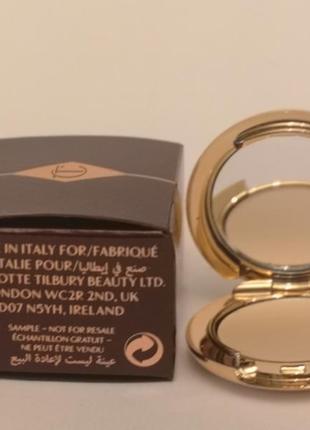 E IN ITALY FOR/FABRIQUÉ
TALIE POUR/صنع في إيطاليا
OTTE TILBURY BEAUTY LTD.
ONDON WC2R 2ND, UK
D07 N5YH, IRELAND
SAMPLE - NOT FOR RESALE
ÉCHANTILLON GRATUIT -
NE PEUT ÊTRE VENDU
عينة ليست لإعادة البيع